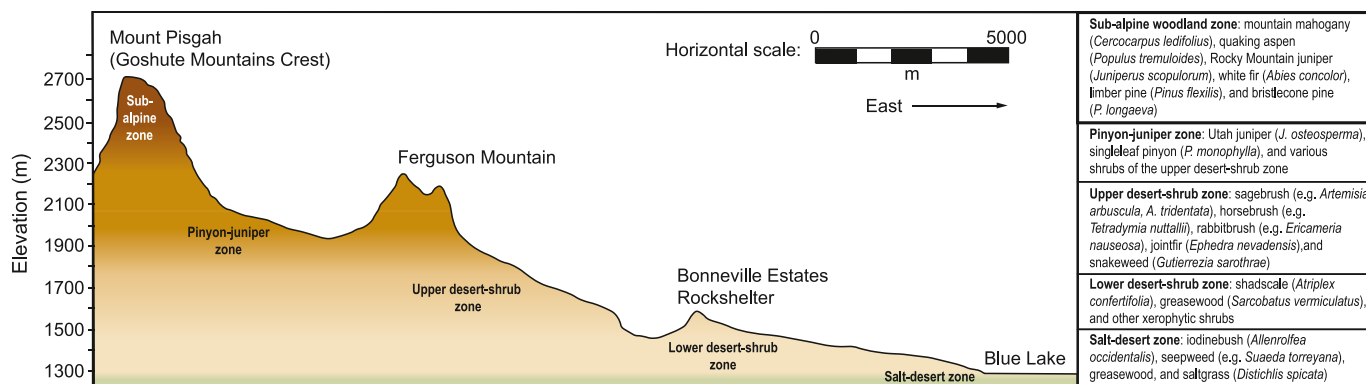 Mount Pisgah
(Goshute Mountains Crest)
Horizontal scale:
0
5000
m
East
Elevation (m)
2700
2500
2300
2100
1900
1700
1500
1300
Sub-
alpine
zone
Ferguson Mountain
Pinyon-juniper
zone
Upper desert-shrub
zone
Bonneville Estates
Rockshelter
Lower desert-shrub
zone
Blue Lake
Salt-desert zone
Sub-alpine woodland zone: mountain mahogany
(Cercocarpus ledifolius), quaking aspen
(Populus tremuloides), Rocky Mountain juniper
(Juniperus scopulorum), white fir (Abies concolor),
limber pine (Pinus flexilis), and bristlecone pine
(P. longaeva)
Pinyon-juniper zone: Utah juniper (J. osteosperma),
singleleaf pinyon (P. monophylla), and various
shrubs of the upper desert-shrub zone
Upper desert-shrub zone: sagebrush (e.g. Artemisia
arbuscula, A. tridentata), horsebrush (e.g.
Tetradymia nuttallii), rabbitbrush (e.g. Ericameria
nauseosa), jointfir (Ephedra nevadensis),and
snakeweed (Gutierrezia sarothrae)
Lower desert-shrub zone: shadscale (Atriplex
confertifolia), greasewood (Sarcobatus vermiculatus),
and other xerophytic shrubs
Salt-desert zone: iodinebush (Allenrolfea
occidentalis), seepweed (e.g. Suaeda torreyana),
greasewood, and saltgrass (Distichlis spicata)